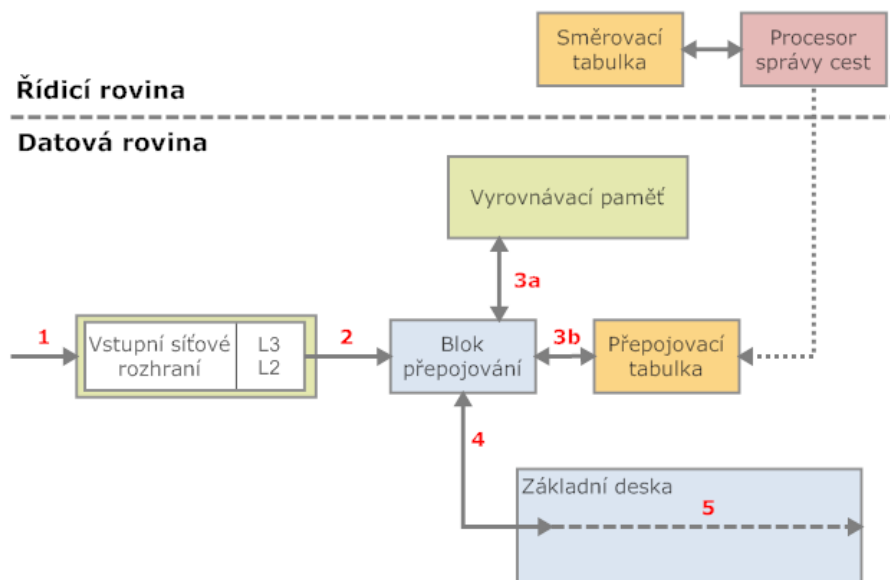 Směrovací
tabulka
Procesor
správy cest
Řídicí rovina
Datová rovina
Vyrovnávací paměť
3a
1
Vstupní síťové
rozhraní
L3
L2
2
Blok
přepojování
3b
Přepojovací
tabulka
4
Základní deska
5